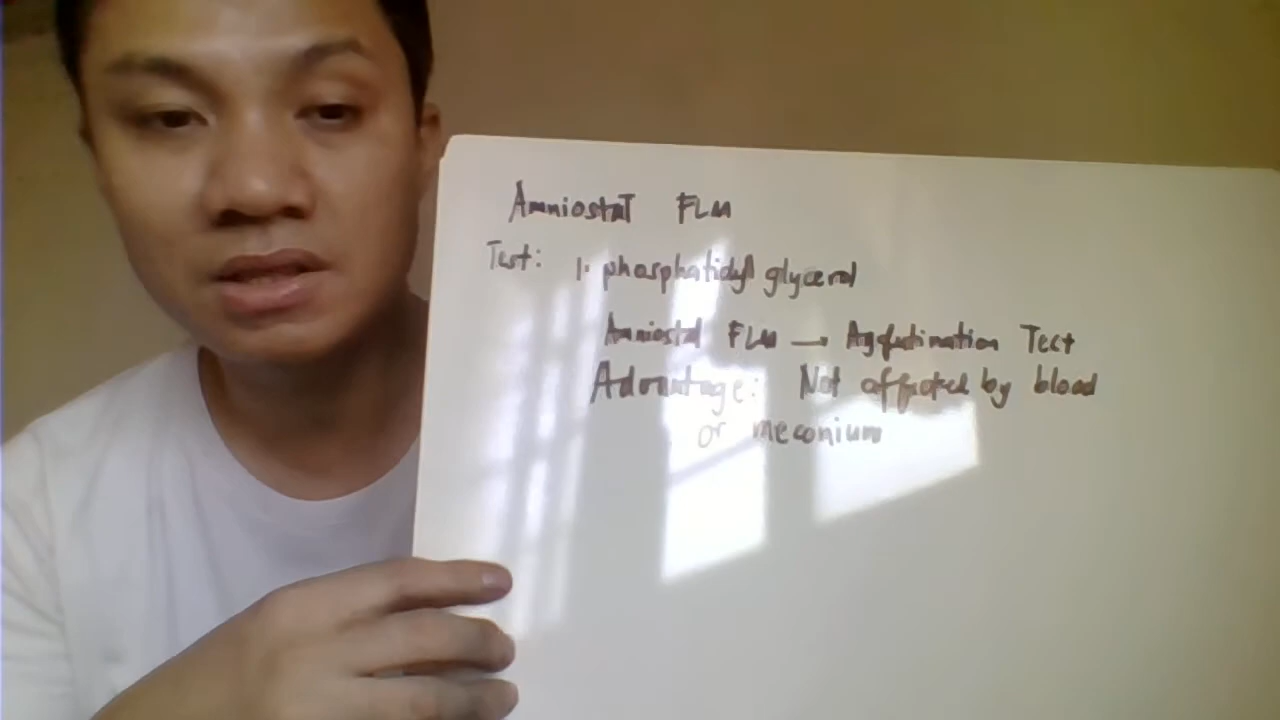 Amniostat FLM
Test: 1. phosphatidyl glycerol
Amniostat FLM → Agglutination Test
Advantage: Not affected by blood
or meconium